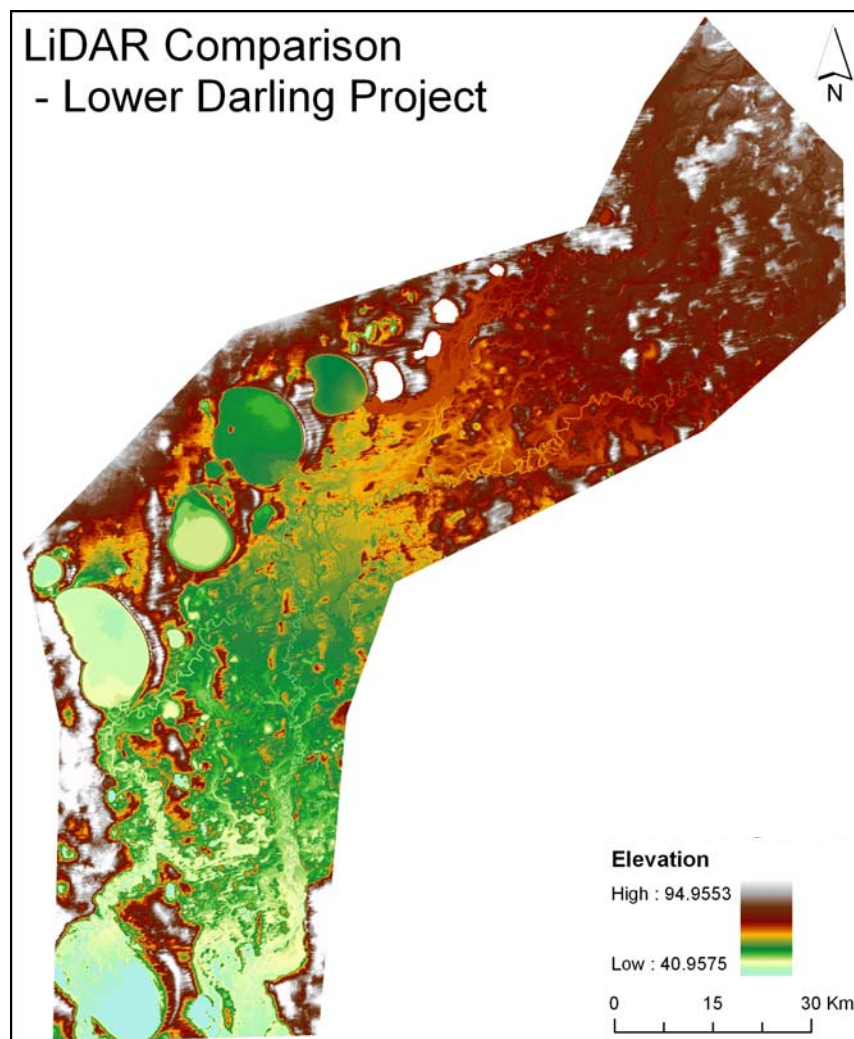 LiDAR Comparison
- Lower Darling Project
N
Elevation
High : 94.9553
Low : 40.9575
0 15 30 Km